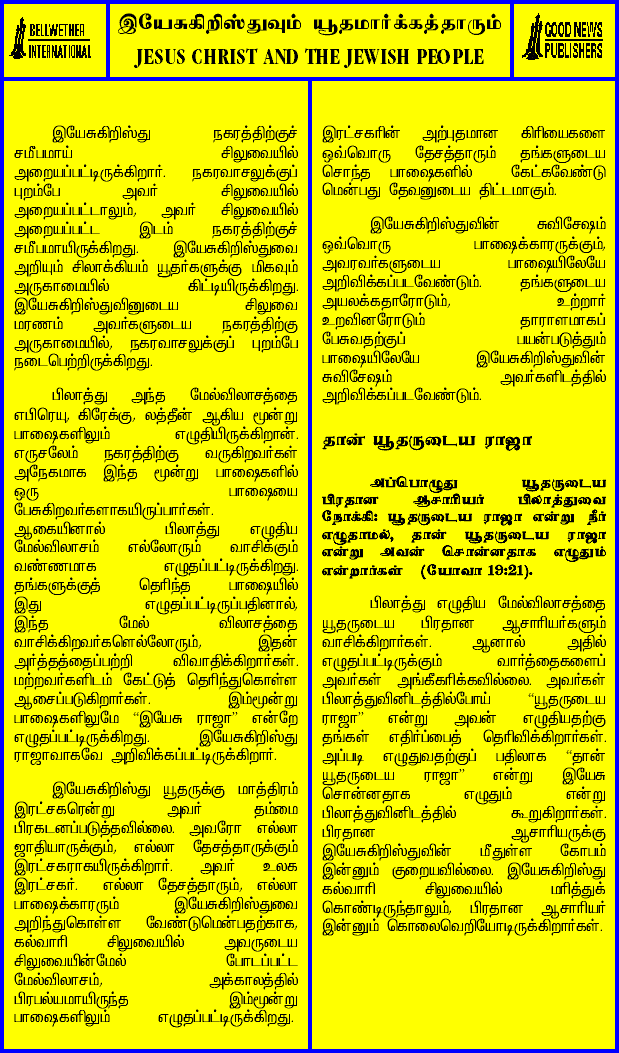 BELLWETHER
INTERNATIONAL
இயேசுகிறிஸ்துவும் யூதமார்க்கத்தாரும்
JESUS CHRIST AND THE JEWISH PEOPLE
GOOD NEWS
PUBLISHERS
இயேசுகிறிஸ்து நகரத்திற்குச்
சமீபமாய் சிலுவையில்
அறையப்பட்டிருக்கிறார். நகரவாசலுக்குப்
புறம்பே அவர் சிலுவையில்
அறையப்பட்டாலும், அவர் சிலுவையில்
அறையப்பட்ட இடம் நகரத்திற்குச்
சமீபமாயிருக்கிறது. இயேசுகிறிஸ்துவை
அறியும் சிலாக்கியம் யூதர்களுக்கு மிகவும்
அருகாமையில் கிட்டியிருக்கிறது.
இயேசுகிறிஸ்துவினுடைய சிலுவை
மரணம் அவர்களுடைய நகரத்திற்கு
அருகாமையில், நகரவாசலுக்குப் புறம்பே
நடைபெற்றிருக்கிறது.
பிலாத்து அந்த மேல்விலாசத்தை
எபிரெயு, கிரேக்கு, லத்தீன் ஆகிய மூன்று
பாஷைகளிலும் எழுதியிருக்கிறான்.
எருசலேம் நகரத்திற்கு வருகிறவர்கள்
அநேகமாக இந்த மூன்று பாஷைகளில்
ஒரு பாஷையை
பேசுகிறவர்களாகயிருப்பார்கள்.
ஆகையினால் பிலாத்து எழுதிய
மேல்விலாசம் எல்லோரும் வாசிக்கும்
வண்ணமாக எழுதப்பட்டிருக்கிறது.
தங்களுக்குத் தெரிந்த பாஷையில்
இது எழுதப்பட்டிருப்பதினால்,
இந்த மேல் விலாசத்தை
வாசிக்கிறவர்களெல்லோரும், இதன்
அர்த்தத்தைப்பற்றி விவாதிக்கிறார்கள்.
மற்றவர்களிடம் கேட்டுத் தெரிந்துகொள்ள
ஆசைப்படுகிறார்கள். இம்மூன்று
பாஷைகளிலுமே “இயேசு ராஜா” என்றே
எழுதப்பட்டிருக்கிறது. இயேசுகிறிஸ்து
ராஜாவாகவே அறிவிக்கப்பட்டிருக்கிறார்.
இயேசுகிறிஸ்து யூதருக்கு மாத்திரம்
இரட்சகரென்று அவர் தம்மை
பிரகடனப்படுத்தவில்லை. அவரோ எல்லா
ஜாதியாருக்கும், எல்லா தேசத்தாருக்கும்
இரட்சகராகயிருக்கிறார். அவர் உலக
இரட்சகர். எல்லா தேசத்தாரும், எல்லா
பாஷைக்காரரும் இயேசுகிறிஸ்துவை
அறிந்துகொள்ள வேண்டுமென்பதற்காக,
கல்வாரி சிலுவையில் அவருடைய
சிலுவையின்மேல் போடப்பட்ட
மேல்விலாசம், அக்காலத்தில்
பிரபல்யமாயிருந்த இம்மூன்று
பாஷைகளிலும் எழுதப்பட்டிருக்கிறது.
இரட்சகரின் அற்புதமான கிரியைகளை
ஒவ்வொரு தேசத்தாரும் தங்களுடைய
சொந்த பாஷைகளில் கேட்கவேண்டு
மென்பது தேவனுடைய திட்டமாகும்.
இயேசுகிறிஸ்துவின் சுவிசேஷம்
ஒவ்வொரு பாஷைக்காரருக்கும்,
அவரவர்களுடைய பாஷையிலேயே
அறிவிக்கப்படவேண்டும். தங்களுடைய
அயலக்கதாரோடும், உற்றார்
உறவினரோடும் தாராளமாகப்
பேசுவதற்குப் பயன்படுத்தும்
பாஷையிலேயே இயேசுகிறிஸ்துவின்
சுவிசேஷம் அவர்களிடத்தில்
அறிவிக்கப்படவேண்டும்.
தான் யூதருடைய ராஜா
அப்பொழுது யூதருடைய
பிரதான ஆசாரியர் பிலாத்துவை
நோக்கி: யூதருடைய ராஜா என்று நீர்
எழுதாமல், தான் யூதருடைய ராஜா
என்று அவன் சொன்னதாக எழுதும்
என்றார்கள் (யோவா 19:21).
பிலாத்து எழுதிய மேல்விலாசத்தை
யூதருடைய பிரதான ஆசாரியர்களும்
வாசிக்கிறார்கள். ஆனால் அதில்
எழுதப்பட்டிருக்கும் வார்த்தைகளைப்
அவர்கள் அங்கீகரிக்கவில்லை. அவர்கள்
பிலாத்துவினிடத்தில்போய் “யூதருடைய
ராஜா” என்று அவன் எழுதியதற்கு
தங்கள் எதிர்ப்பைத் தெரிவிக்கிறார்கள்.
அப்படி எழுதுவதற்குப் பதிலாக “தான்
யூதருடைய ராஜா” என்று இயேசு
சொன்னதாக எழுதும் என்று
பிலாத்துவினிடத்தில் கூறுகிறார்கள்.
பிரதான ஆசாரியருக்கு
இயேசுகிறிஸ்துவின் மீதுள்ள கோபம்
இன்னும் குறையவில்லை. இயேசுகிறிஸ்து
கல்வாரி சிலுவையில் மரித்துக்
கொண்டிருந்தாலும், பிரதான ஆசாரியர்
இன்னும் கொலைவெறியோடிருக்கிறார்கள்.